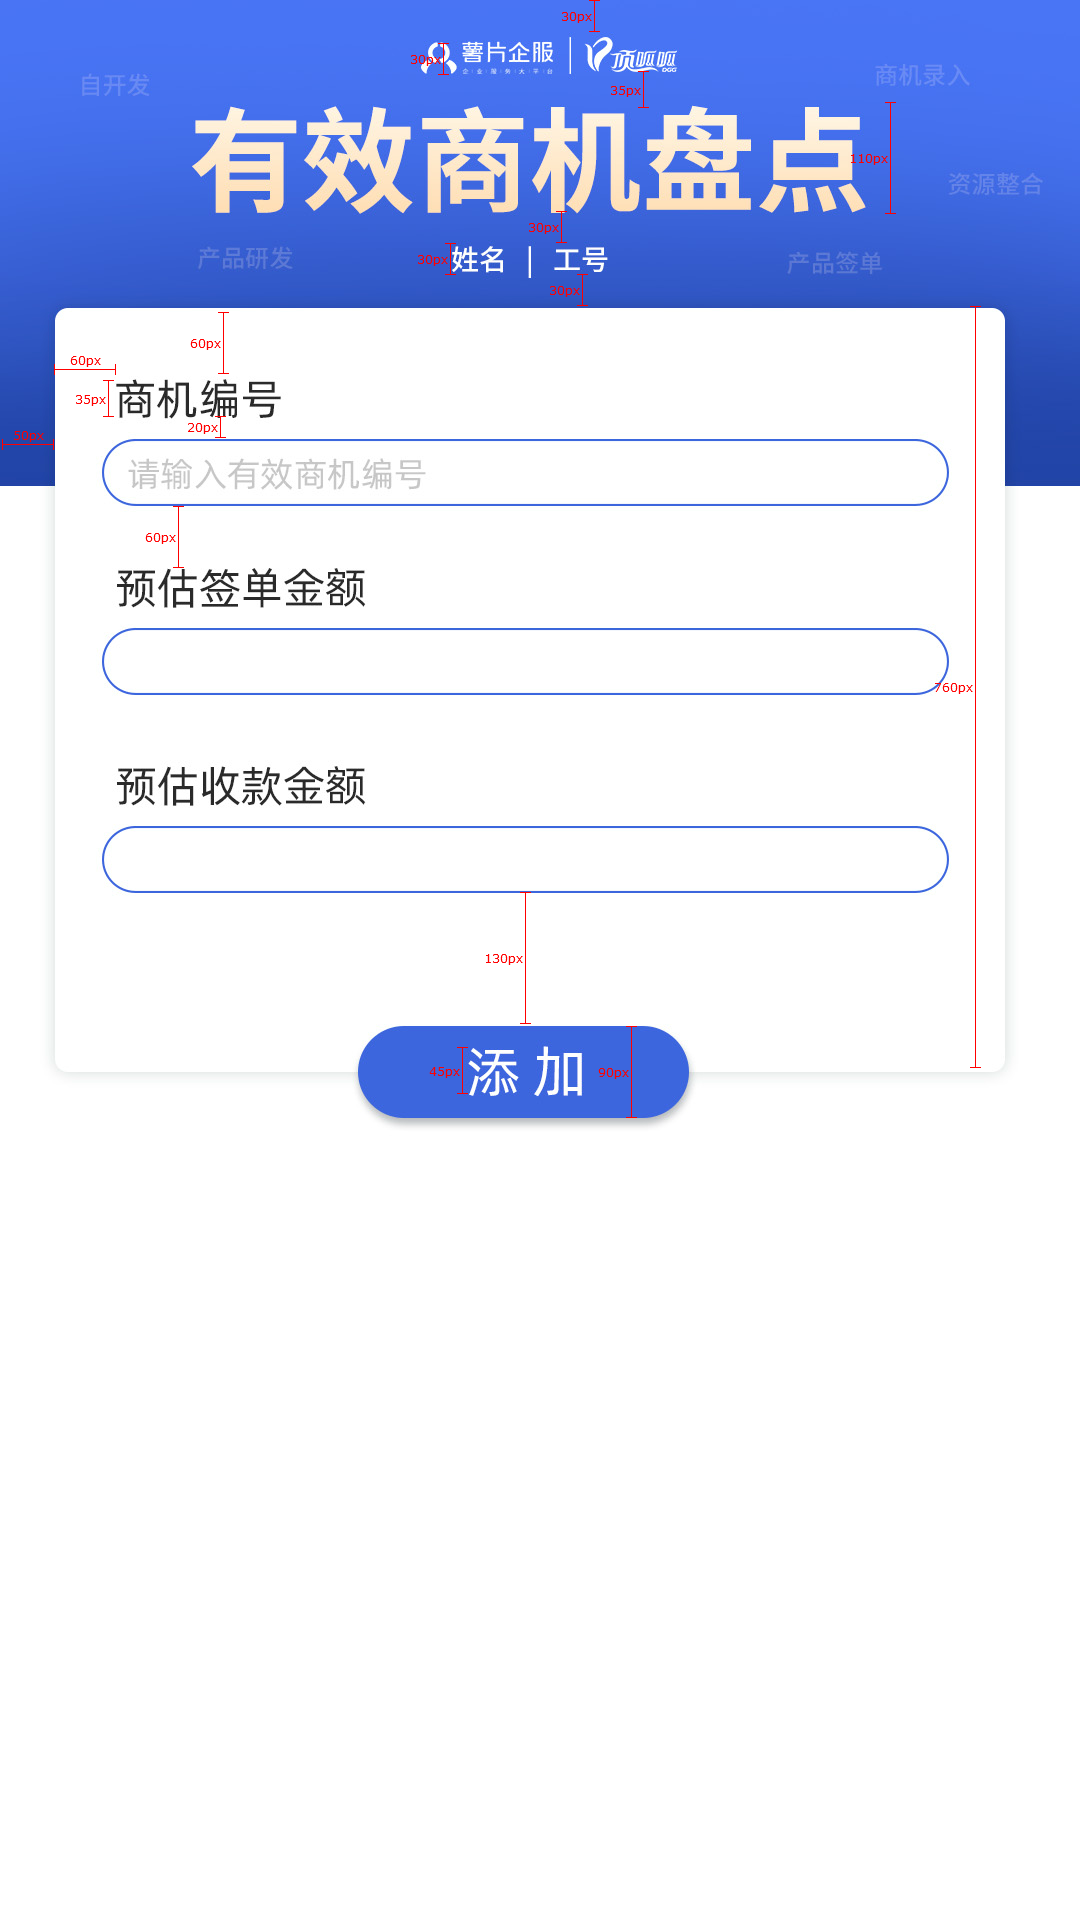 30px
30px
薯片企服
企业服务大平台
顶呱呱
DGG
自开发
商机录入
35px
有效商机盘点
110px
资源整合
30px
产品研发
30px
姓名 | 工号
产品签单
30px
60px
60px
35px
商机编号
20px
请输入有效商机编号
60px
预估签单金额
760px
预估收款金额
130px
45px
添 加
90px